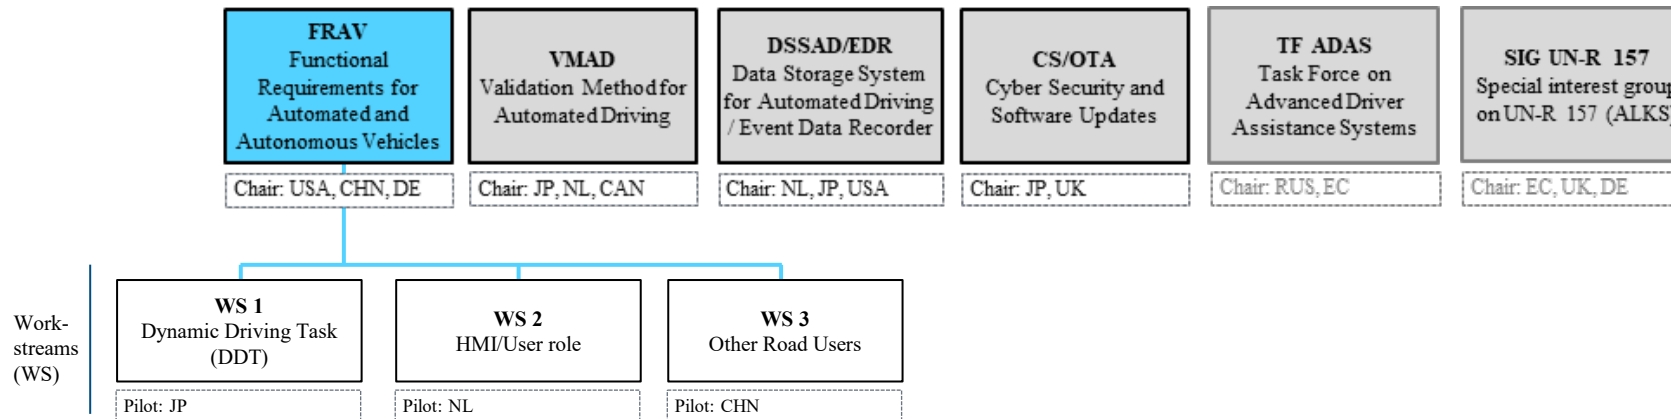 FRAV
Functional
Requirements for
Automated and
Autonomous Vehicles
Chair: USA, CHN, DE
VMAD
Validation Method for
Automated Driving
Chair: JP, NL, CAN
DSSAD/EDR
Data Storage System
for Automated Driving
/ Event Data Recorder
Chair: NL, JP, USA
CS/OTA
Cyber Security and
Software Updates
Chair: JP, UK
TF ADAS
Task Force on
Advanced Driver
Assistance Systems
Chair: RUS, EC
SIG UN-R 157
Special interest group
on UN-R 157 (ALKS)
Chair: EC, UK, DE
Work-
streams
(WS)
WS 1
Dynamic Driving Task
(DDT)
Pilot: JP
WS 2
HMI/User role
Pilot: NL
WS 3
Other Road Users
Pilot: CHN